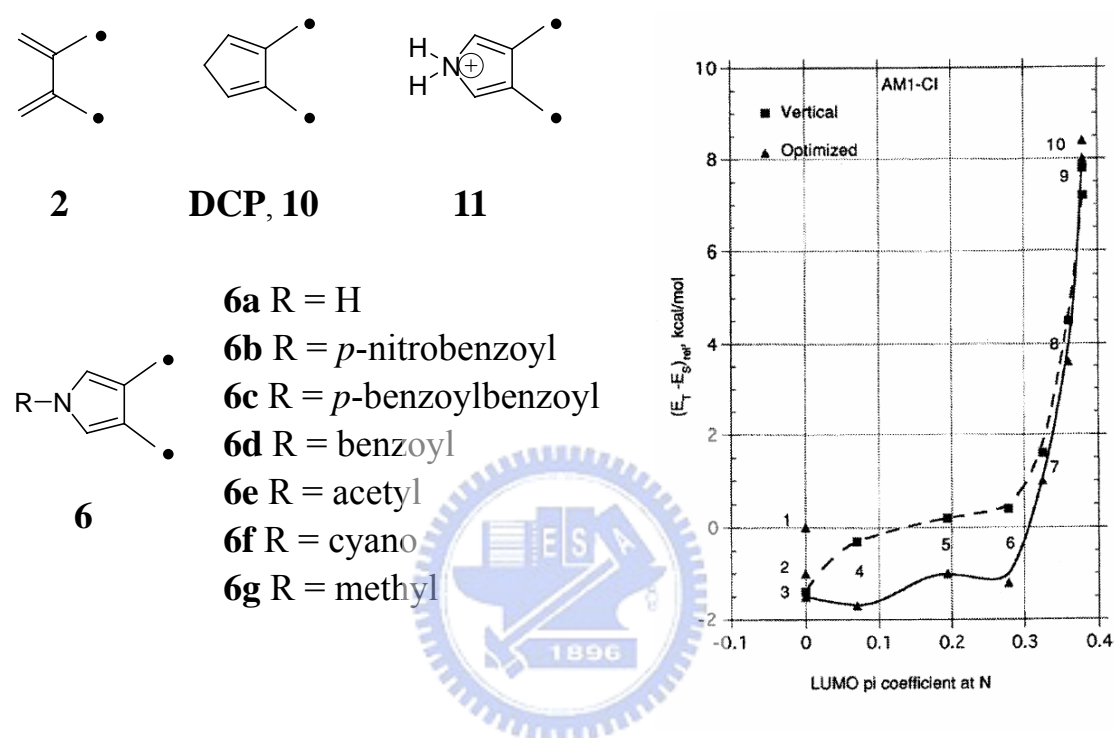 2
DCP, 10
H
H
N
+
11
R–N
6
6a R = H
6b R = p-nitrobenzoyl
6c R = p-benzoylbenzoyl
6d R = benzoyl
6e R = acetyl
6f R = cyano
6g R = methyl
E S A
1896
AM1-CI
Vertical
Optimized
(E_T -E_S)_rel, kcal/mol
10
8
6
4
2
0
-2
-0.1
0
0.1
0.2
0.3
0.4
1
2
3
4
5
6
7
8
9
10
LUMO pi coefficient at N